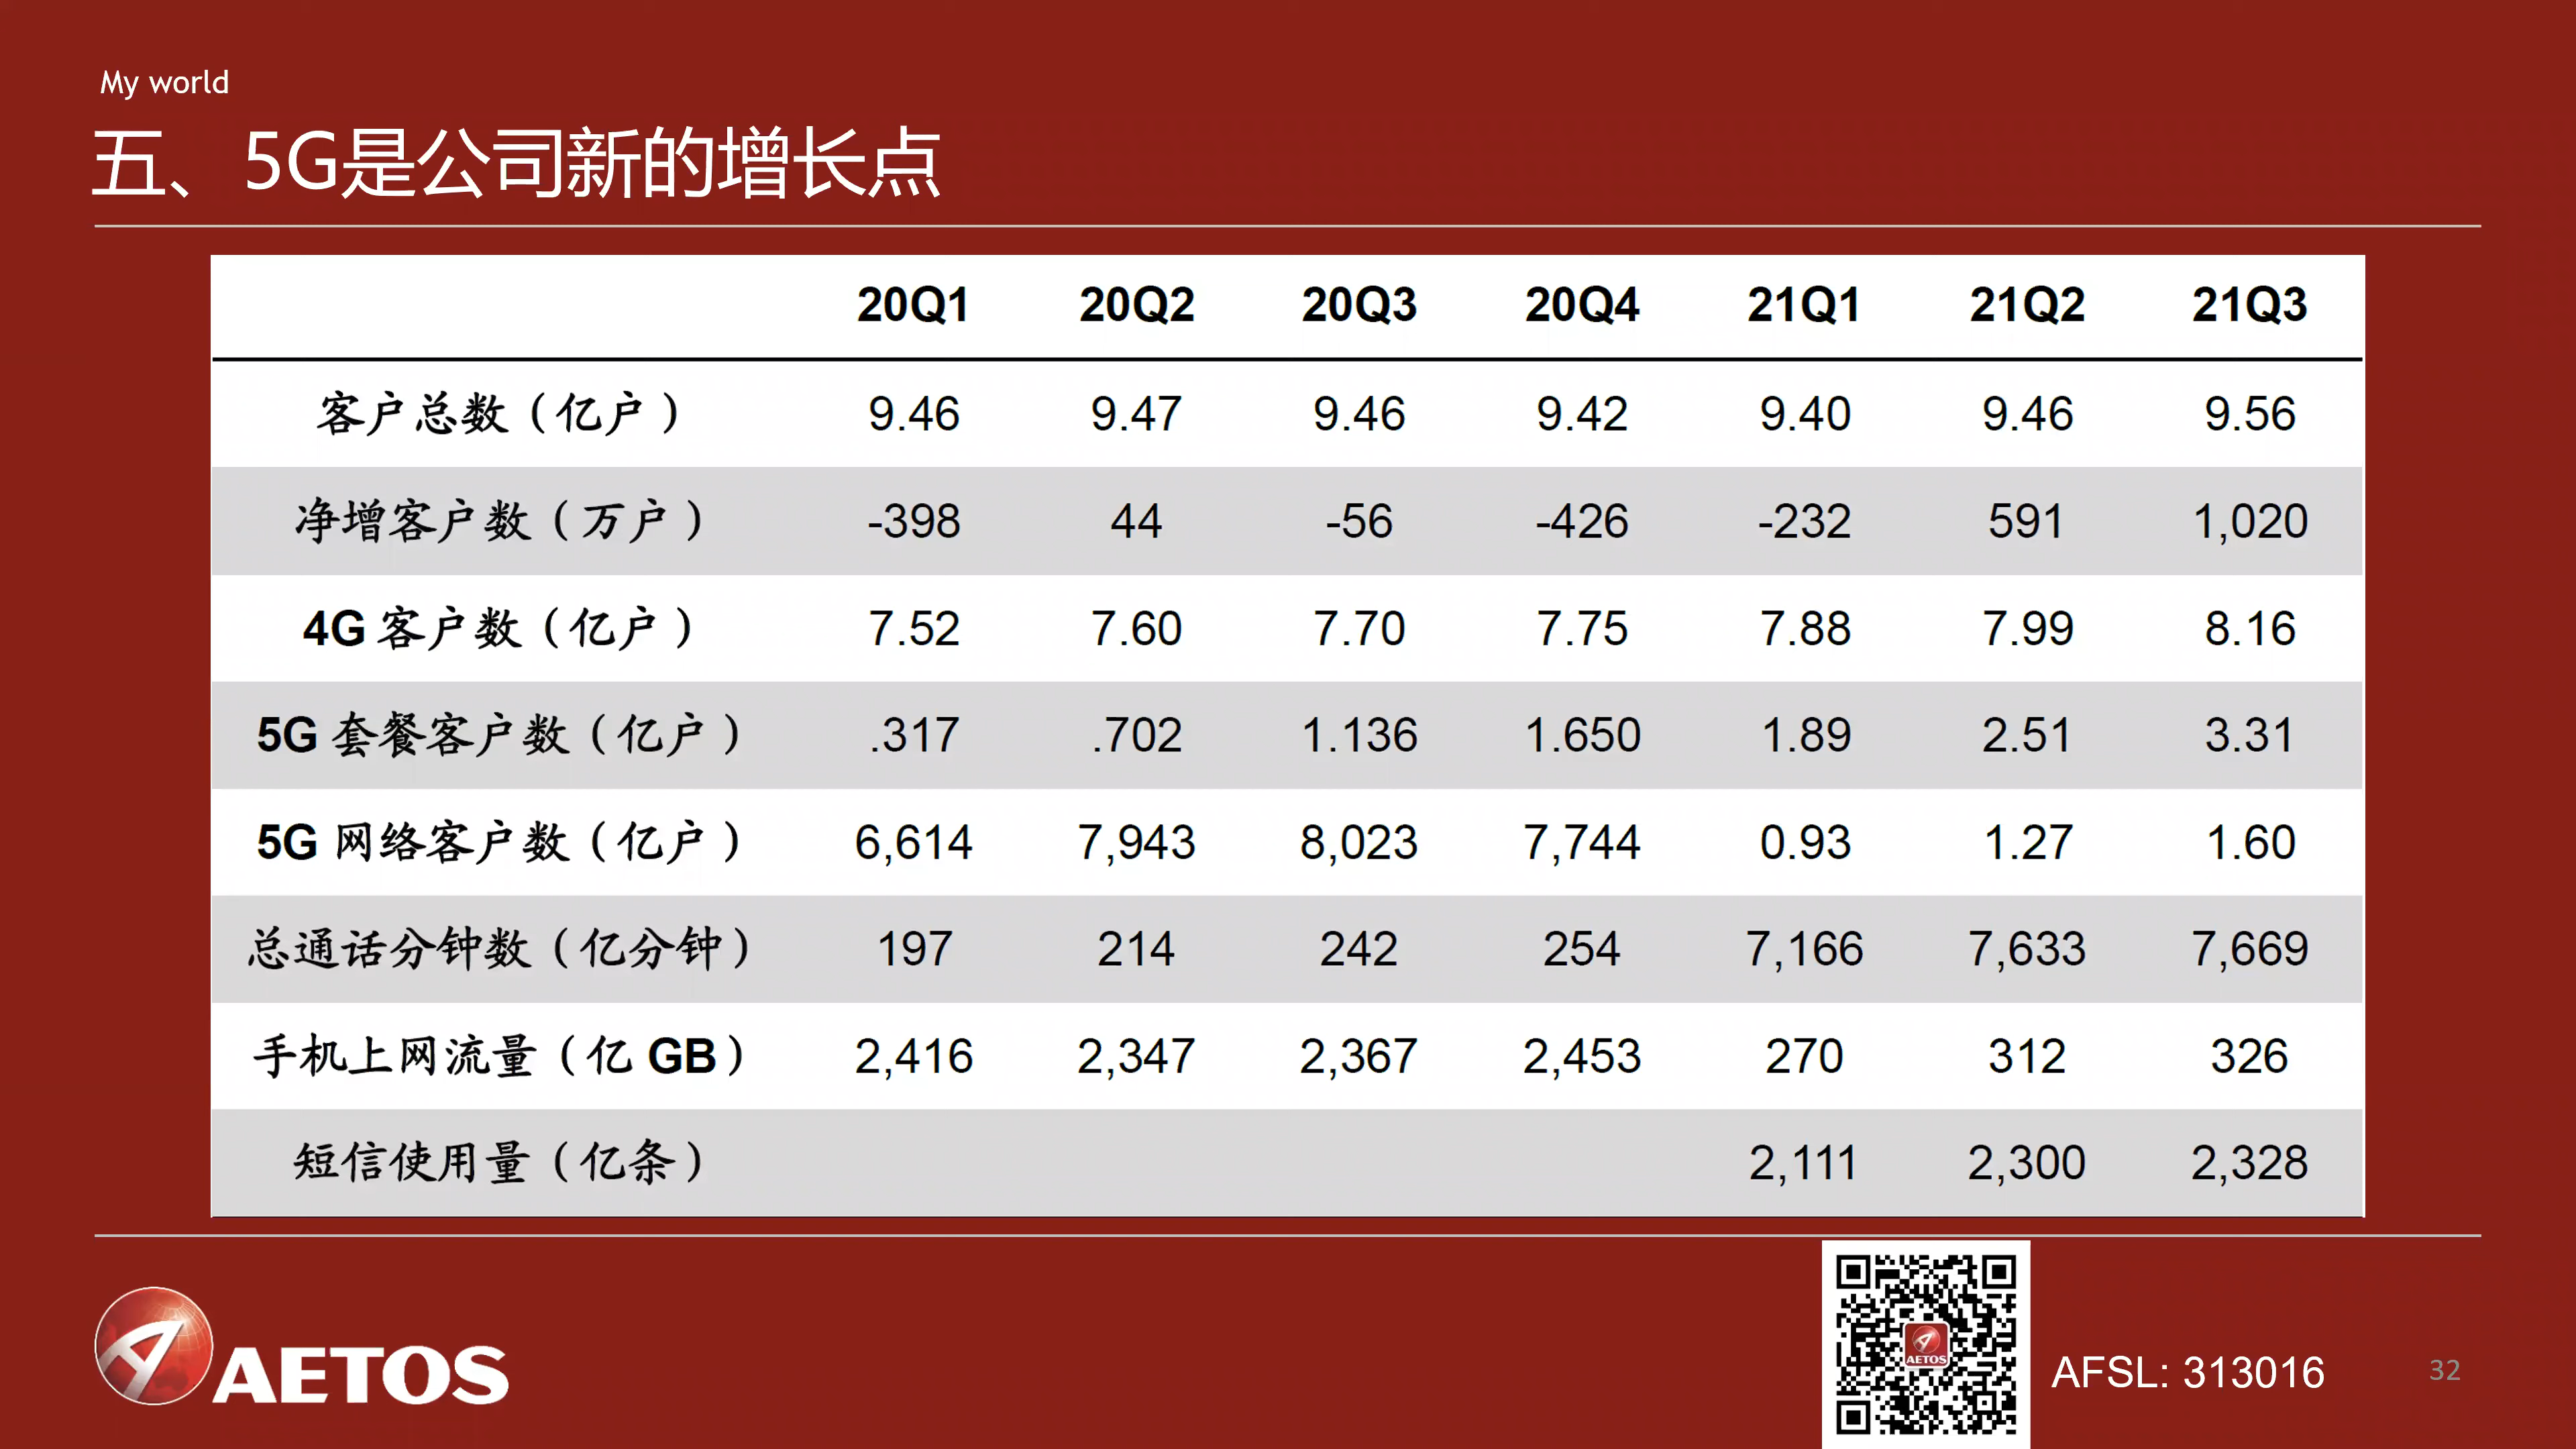 My world
五、5G是公司新的增长点
20Q1 20Q2 20Q3 20Q4 21Q1 21Q2 21Q3
客户总数（亿户） 9.46 9.47 9.46 9.42 9.40 9.46 9.56
净增客户数（万户） -398 44 -56 -426 -232 591 1,020
4G 客户数（亿户） 7.52 7.60 7.70 7.75 7.88 7.99 8.16
5G 套餐客户数（亿户） .317 .702 1.136 1.650 1.89 2.51 3.31
5G 网络客户数（亿户） 6,614 7,943 8,023 7,744 0.93 1.27 1.60
总通话分钟数（亿分钟） 197 214 242 254 7,166 7,633 7,669
手机上网流量（亿 GB） 2,416 2,347 2,367 2,453 270 312 326
短信使用量（亿条） 2,111 2,300 2,328
AETOS
AETOS
AFSL: 313016
32